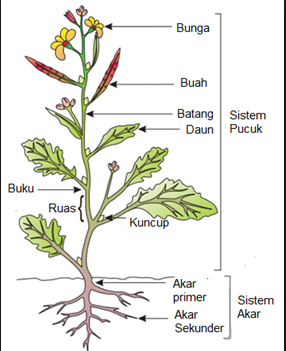 Bunga
Buah
Batang
Daun
Sistem
Pucuk
Buku
Ruas
Kuncup
Akar
primer
Akar
Sekunder
Sistem
Akar